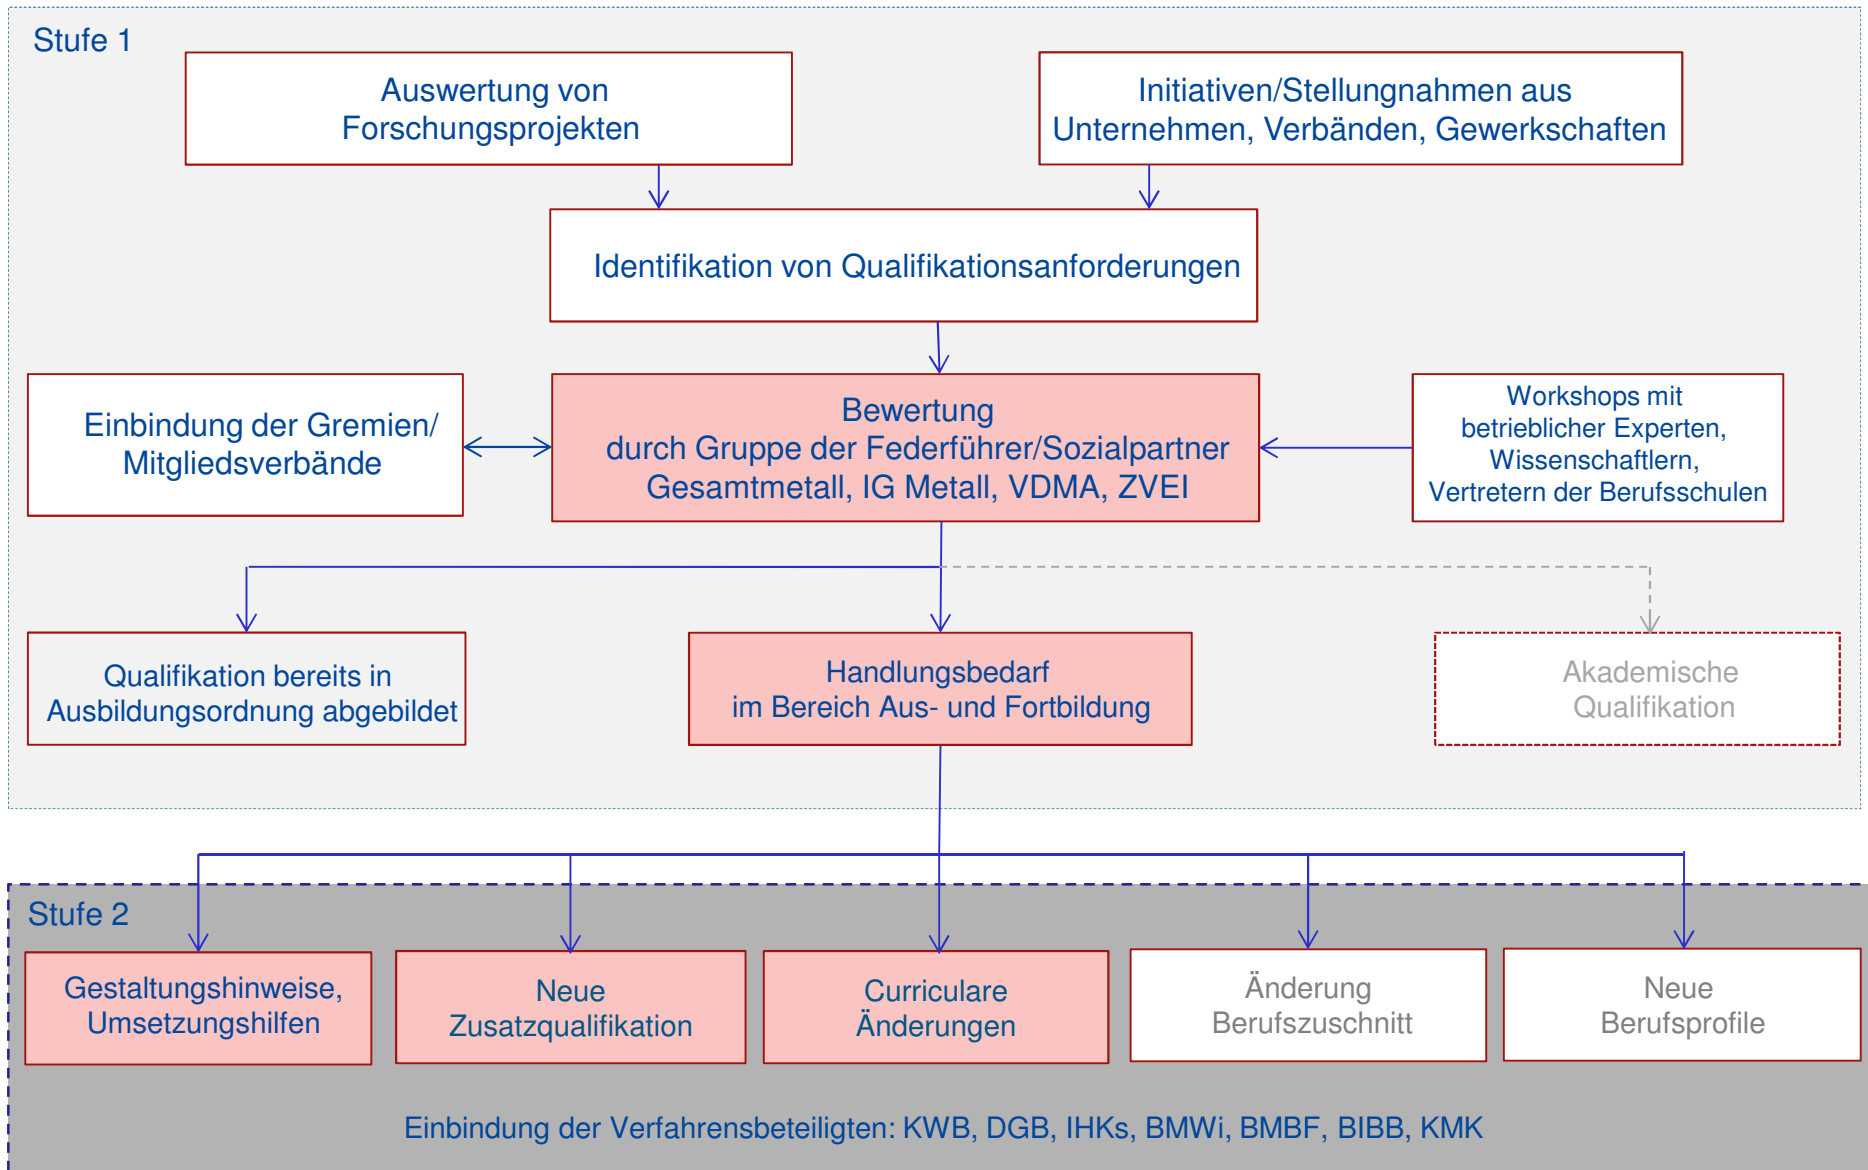 Stufe 1
Auswertung von
Forschungsprojekten
Initiativen/Stellungnahmen aus
Unternehmen, Verbänden, Gewerkschaften
Identifikation von Qualifikationsanforderungen
Einbindung der Gremien/
Mitgliedsverbände
Bewertung
durch Gruppe der Federführer/Sozialpartner
Gesamtmetall, IG Metall, VDMA, ZVEI
Workshops mit
betrieblicher Experten,
Wissenschaftlern,
Vertretern der Berufsschulen
Qualifikation bereits in
Ausbildungsordnung abgebildet
Handlungsbedarf
im Bereich Aus- und Fortbildung
Akademische
Qualifikation
Stufe 2
Gestaltungshinweise,
Umsetzungshilfen
Neue
Zusatzqualifikation
Curriculare
Änderungen
Änderung
Berufszuschnitt
Neue
Berufsprofile
Einbindung der Verfahrensbeteiligten: KWB, DGB, IHKs, BMWi, BMBF, BIBB, KMK